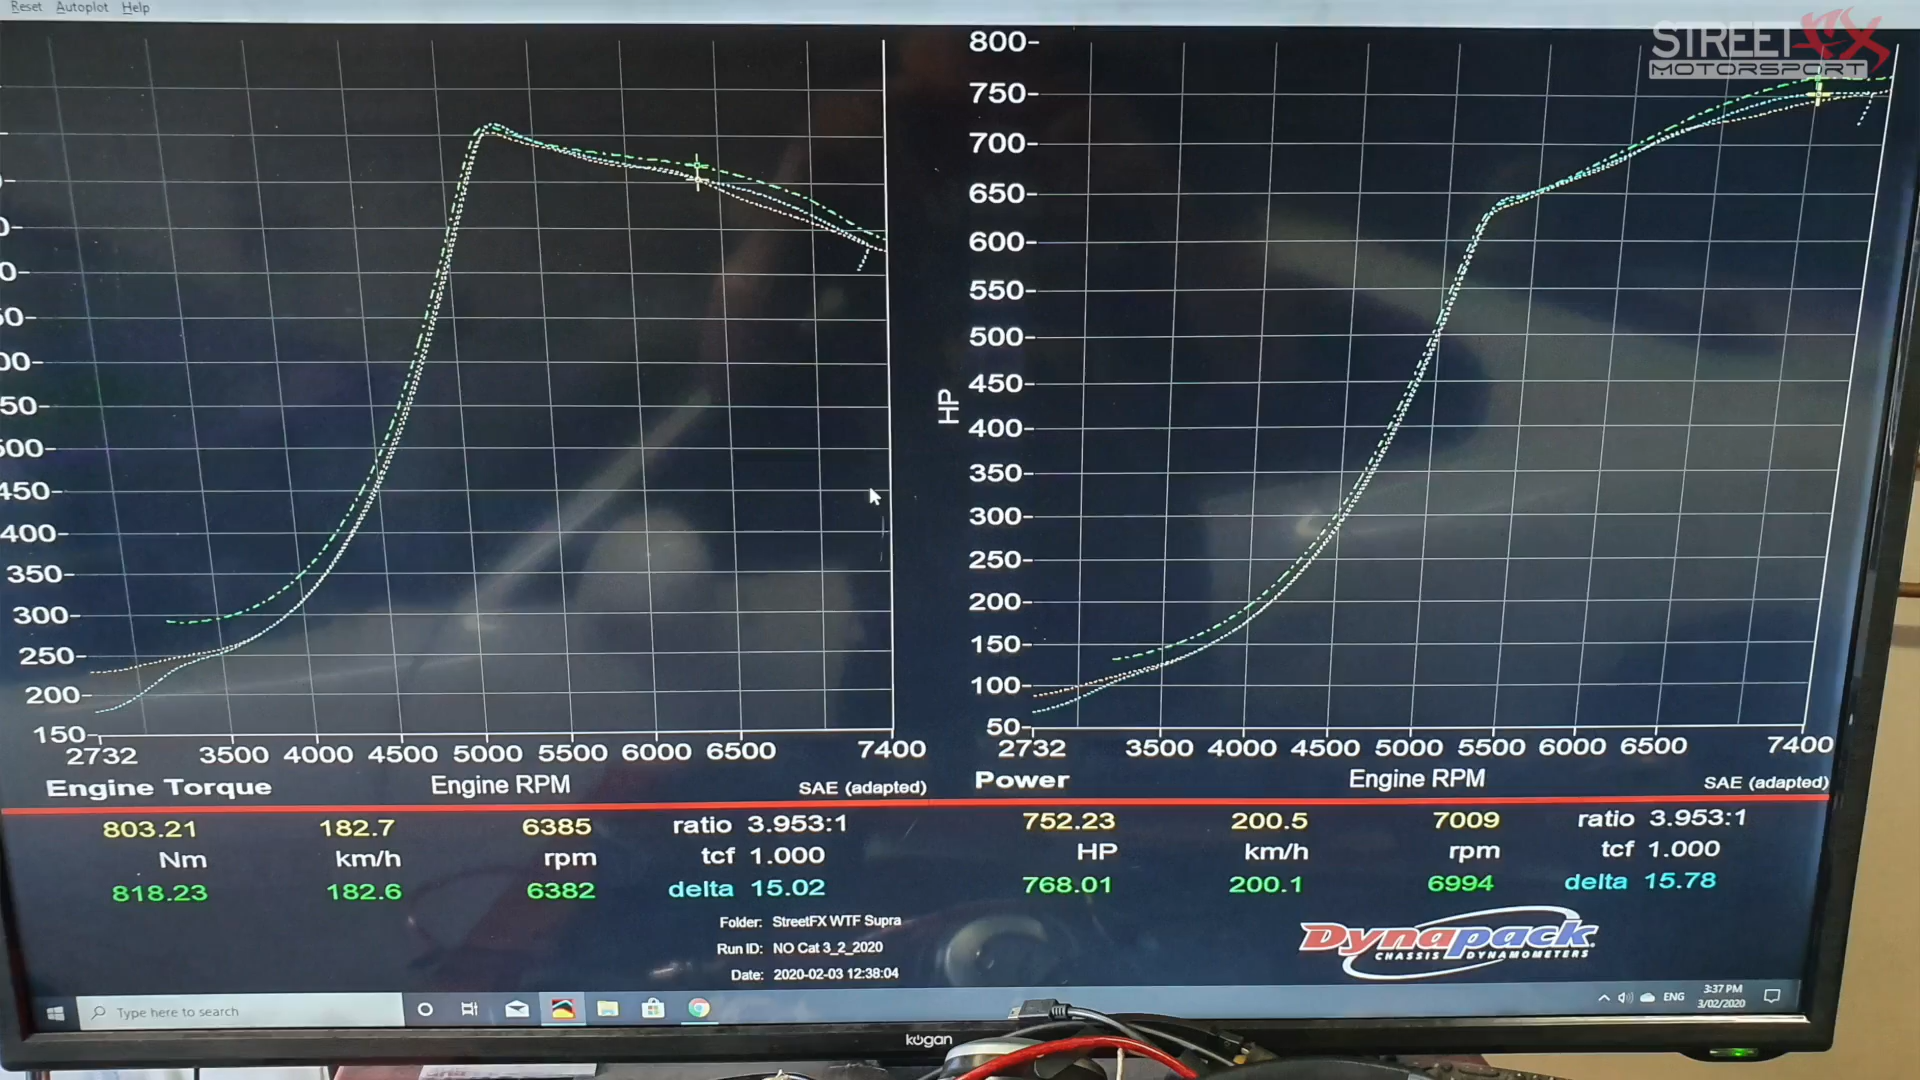 Reset Autoplot Help
STREET FX
MOTORSPORT
500-
450-
400-
350-
300-
250-
200-
150-
2732 3500 4000 4500 5000 5500 6000 6500 7400
Engine Torque Engine RPM SAE (adapted)
800-
750-
700-
650-
600-
550-
500-
450-
400-
350-
300-
250-
200-
150-
100-
50-
HP
2732 3500 4000 4500 5000 5500 6000 6500 7400
Power Engine RPM SAE (adapted)
803.21 182.7 6385 ratio 3.953:1
Nm km/h rpm tcf 1.000
818.23 182.6 6382 delta 15.02
752.23 200.5 7009 ratio 3.953:1
HP km/h rpm tcf 1.000
768.01 200.1 6994 delta 15.78
Folder: StreetFX WTF Supra
Run ID: NO Cat 3_2_2020
Date: 2020-02-03 12:38:04
Dynapack
CHASSIS DYNAMOMETERS
Type here to search
ENG
3:37 PM
3/02/2020
kogan